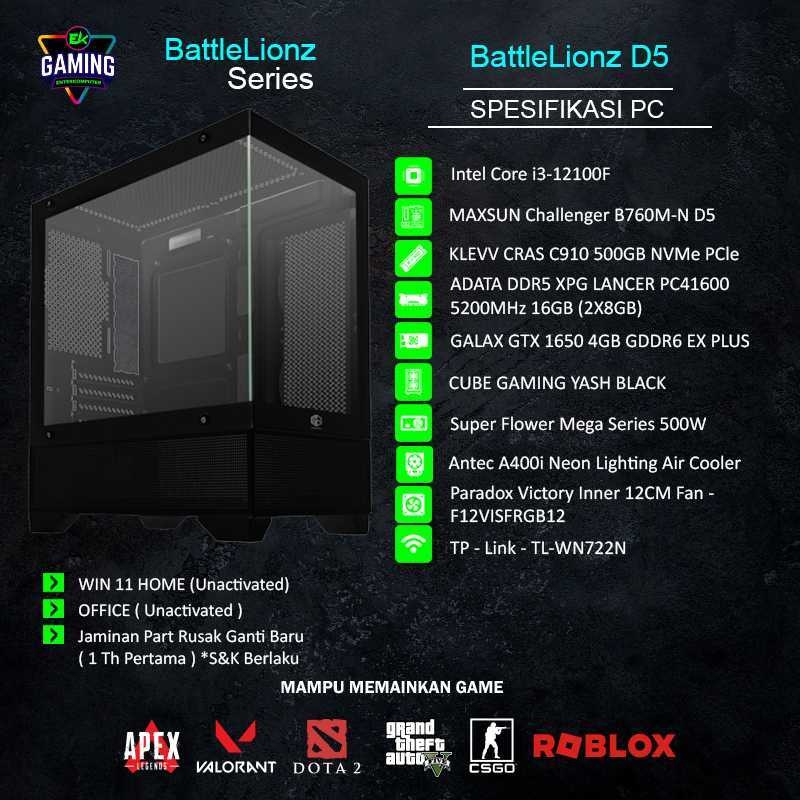 EK
GAMING
ENTERKOMPUTER
BattleLionz
Series
BattleLionz D5
SPESIFIKASI PC
Intel Core i3-12100F
MAXSUN Challenger B760M-N D5
KLEVV CRAS C910 500GB NVMe PCle
ADATA DDR5 XPG LANCER PC41600
5200MHz 16GB (2X8GB)
GALAX GTX 1650 4GB GDDR6 EX PLUS
CUBE GAMING YASH BLACK
Super Flower Mega Series 500W
Antec A400i Neon Lighting Air Cooler
Paradox Victory Inner 12CM Fan -
F12VISFRGB12
TP - Link - TL-WN722N
WIN 11 HOME (Unactivated)
OFFICE ( Unactivated )
Jaminan Part Rusak Ganti Baru
( 1 Th Pertama ) *S&K Berlaku
MAMPU MEMAINKAN GAME
APEX
LEGENDS
VALORANT
DOTA 2
grand
theft
auto
FIVE
CSGO
ROBLOX